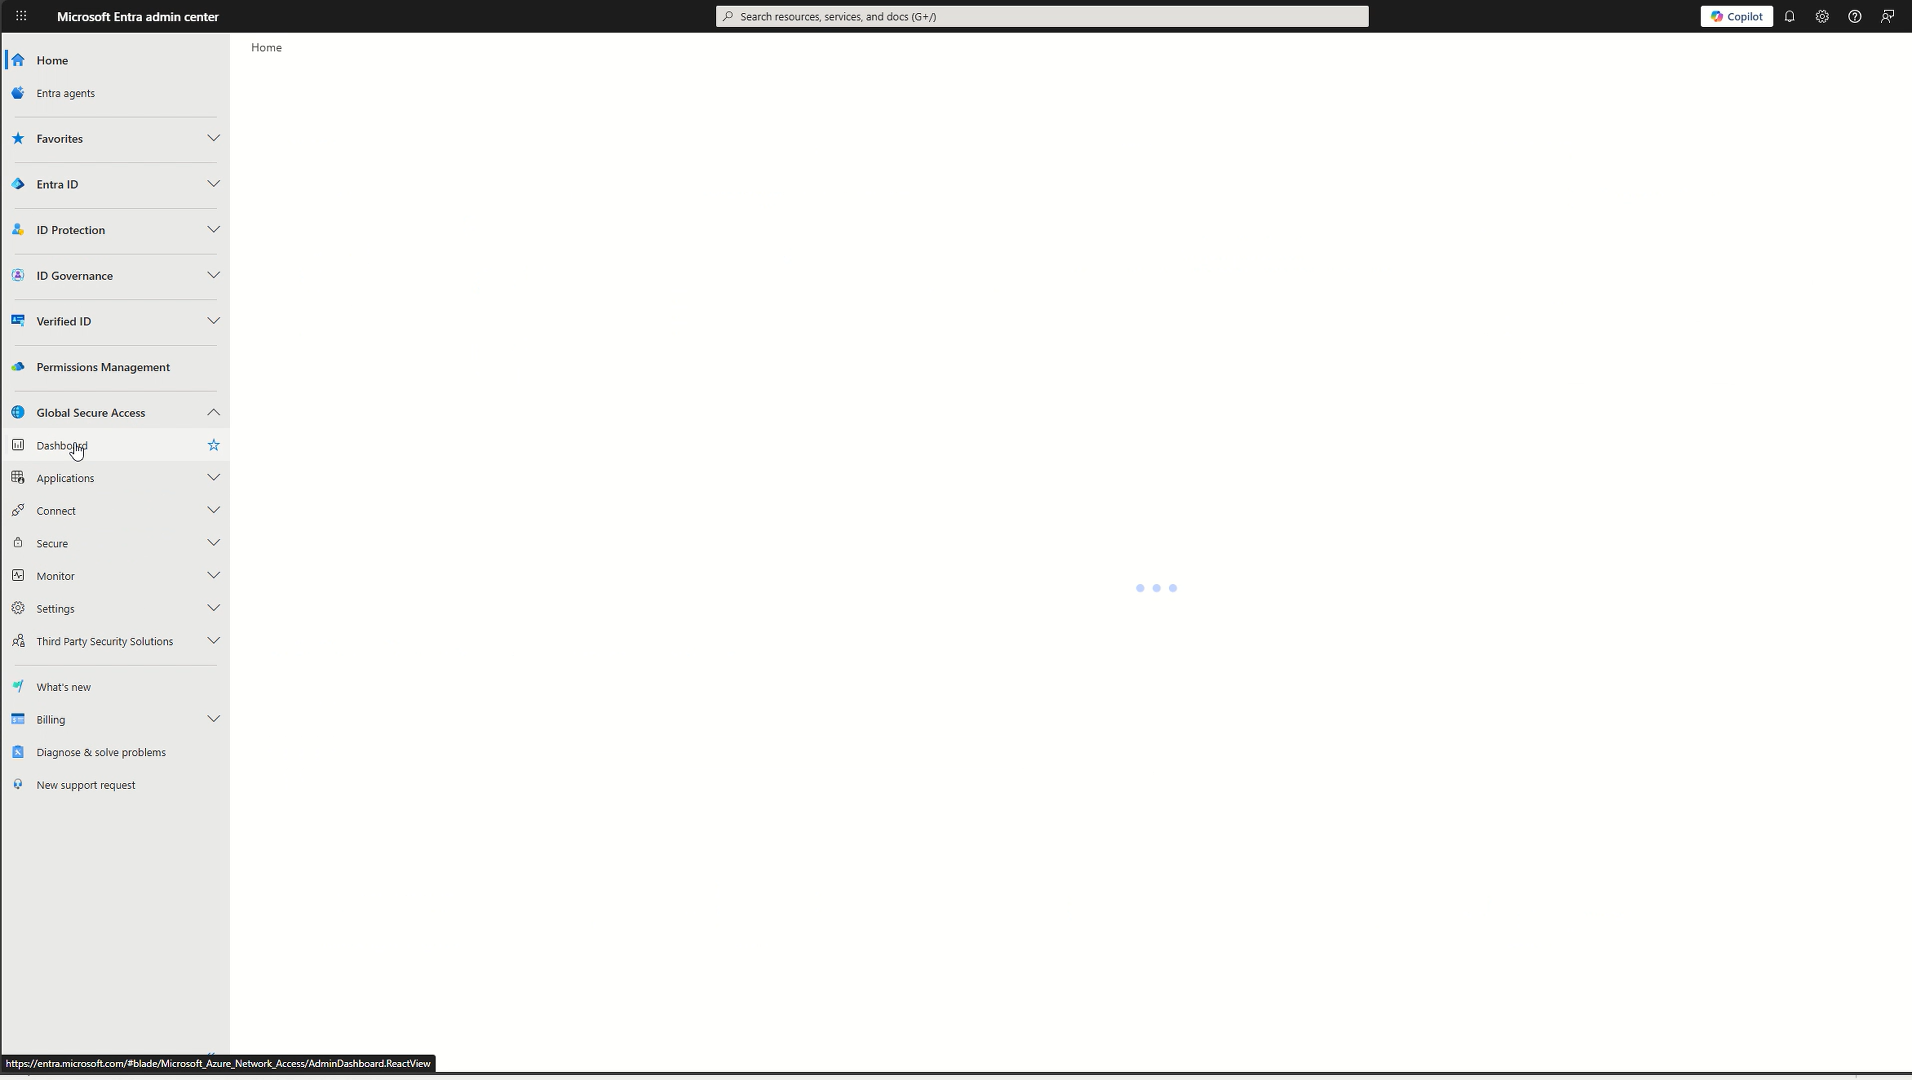 Microsoft Entra admin center
Search resources, services, and docs (G+/)
Copilot
Home
Home
Entra agents
Favorites
Entra ID
ID Protection
ID Governance
Verified ID
Permissions Management
Global Secure Access
Dashboard
Applications
Connect
Secure
Monitor
Settings
Third Party Security Solutions
What's new
Billing
Diagnose & solve problems
New support request
https://entra.microsoft.com/#blade/Microsoft_Azure_Network_Access/AdminDashboard.ReactView